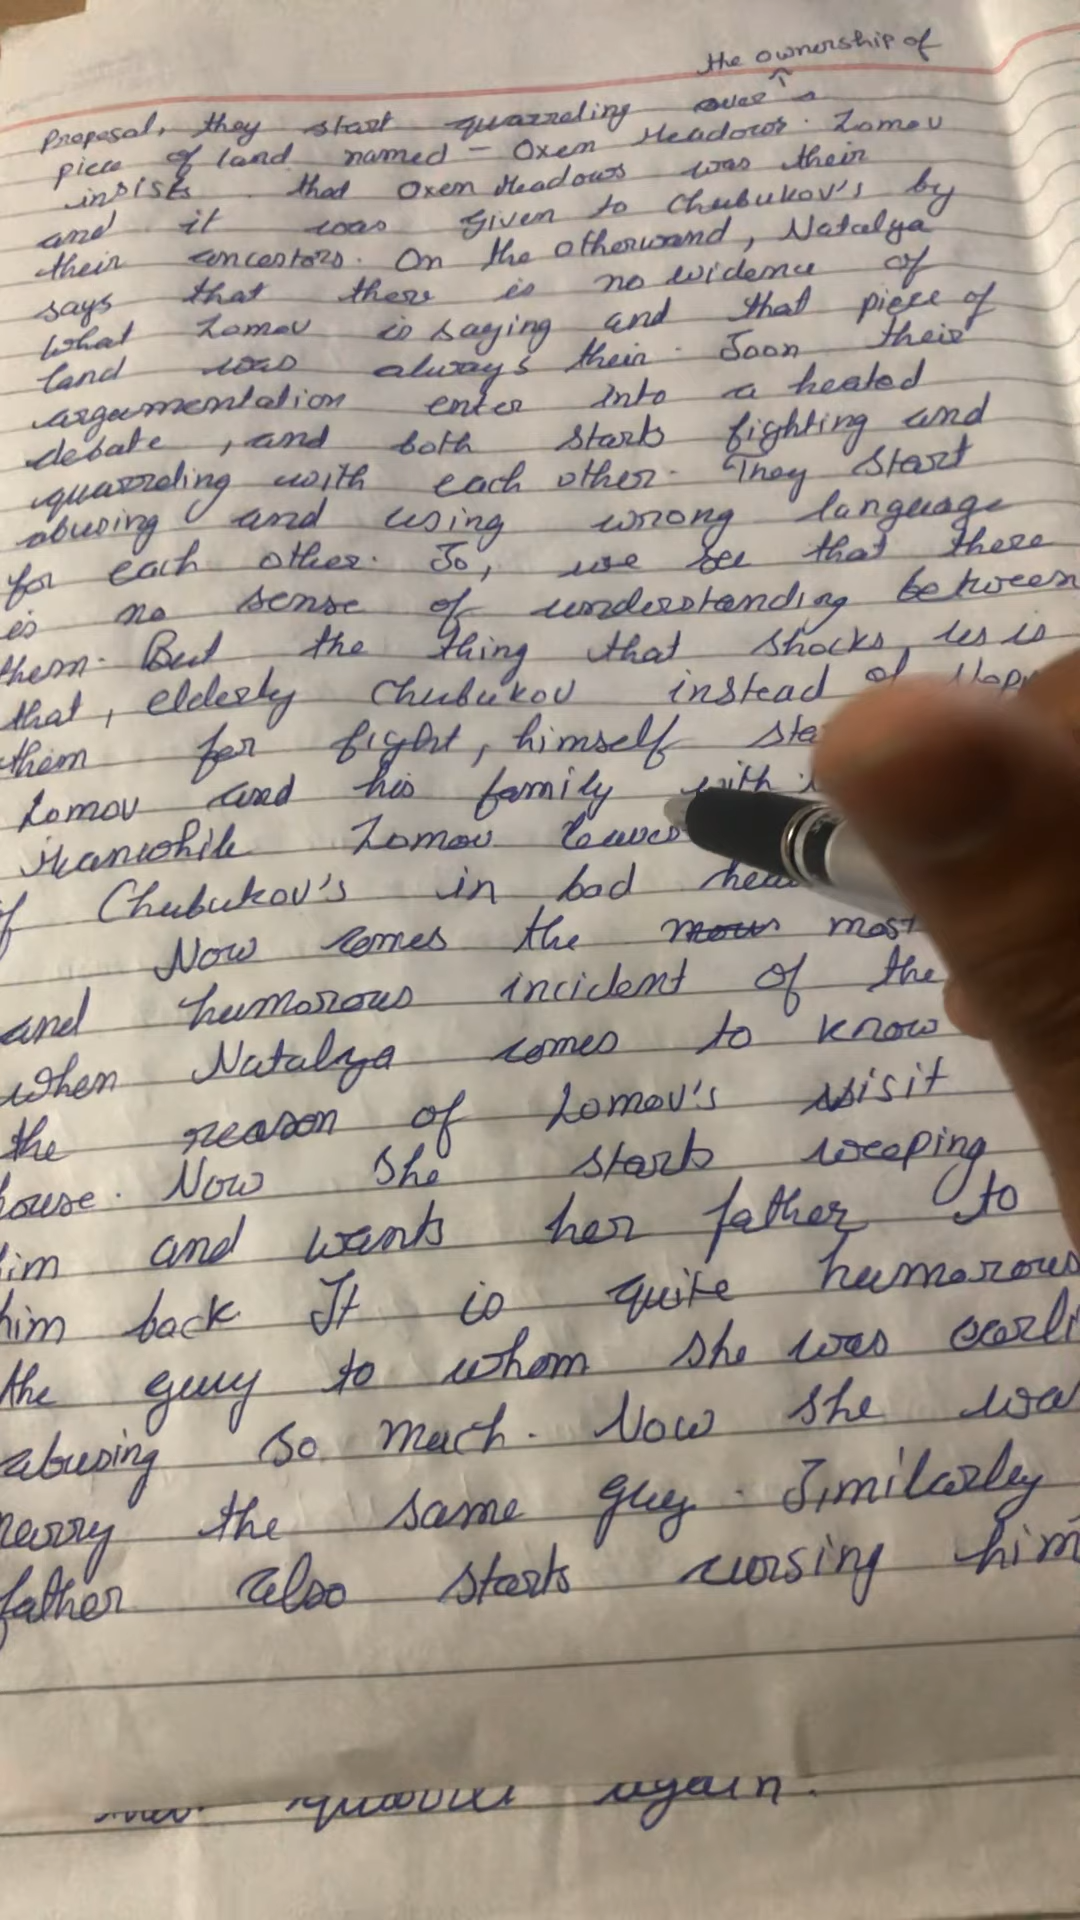 the ownership of
Proposal, they start quarreling over a
piece of land named - Oxen Meadows. Lomov
insists that Oxen Meadows was their
and it was given to Chubukov's by
their ancestors. On the otherwand, Natalya
says that there is no widence of
what Lomov is saying and that piece of
land was always their. Soon their
argumentation enter into a heated
debate, and both starts fighting and
quarreling with each other. They start
abusing and using wrong language
for each other. So, we see that there
is no sense of understanding between
them. But the thing that shocks, us is
that, elderly Chubukov instead of
them for fight, himself
Lomov and his family with
Meanwhile Lomov leaves
of Chubukov's in bad
Now comes the most
and humorous incident of the
when Natalya comes to know
the reason of Lomov's visit
house. Now she starts weeping
him and wants her father to
him back It is quite humorous
the guy to whom she was earli
abusing so much. Now she wa
merry the same guy. Similarley
father also starts cursing him
quarrel again.